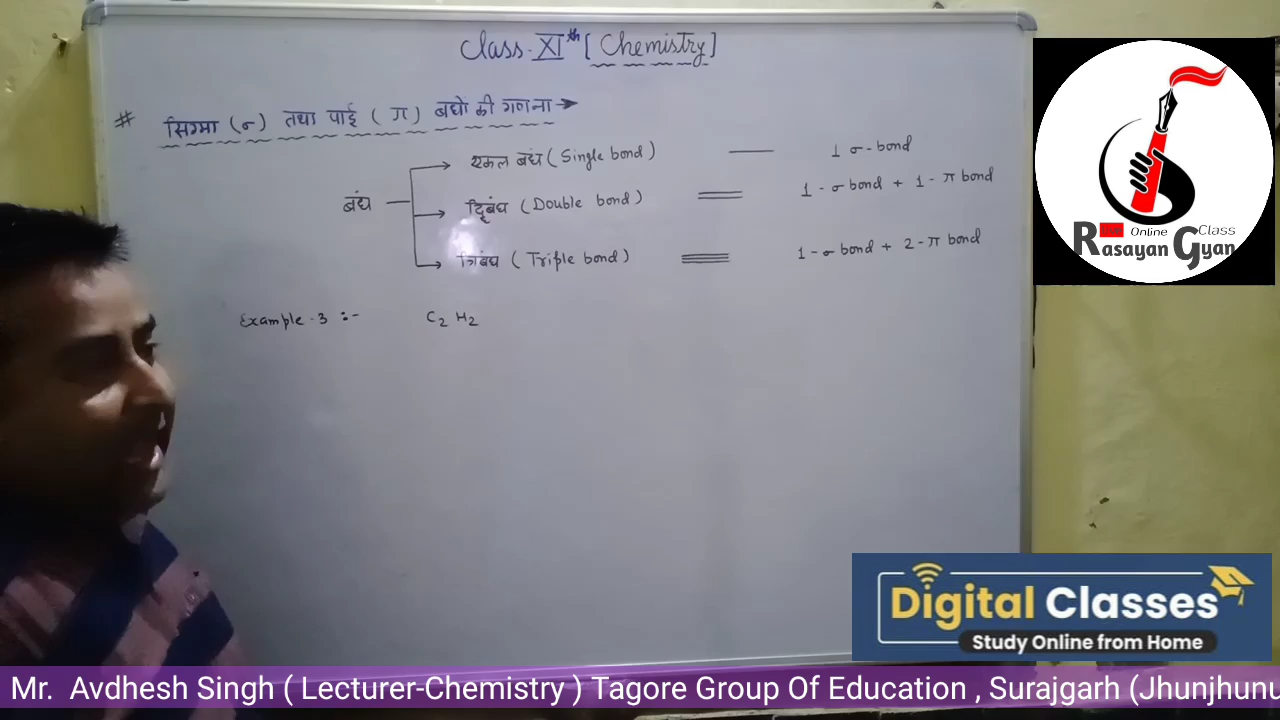 Class-XIth [Chemistry]
# सिग्मा (σ) तथा पाई (π) बंधो की गणना →
एकल बंध (Single bond) — 1 σ-bond
बंध द्विबंध (Double bond) = 1-σ bond + 1-π bond
त्रिबंध (Triple bond) ≡ 1-σ bond + 2-π bond
Example-3 :- C2 H2
Live Online Class
Rasayan Gyan
Digital Classes
Study Online from Home
Mr. Avdhesh Singh ( Lecturer-Chemistry ) Tagore Group Of Education , Surajgarh (Jhunjhunu